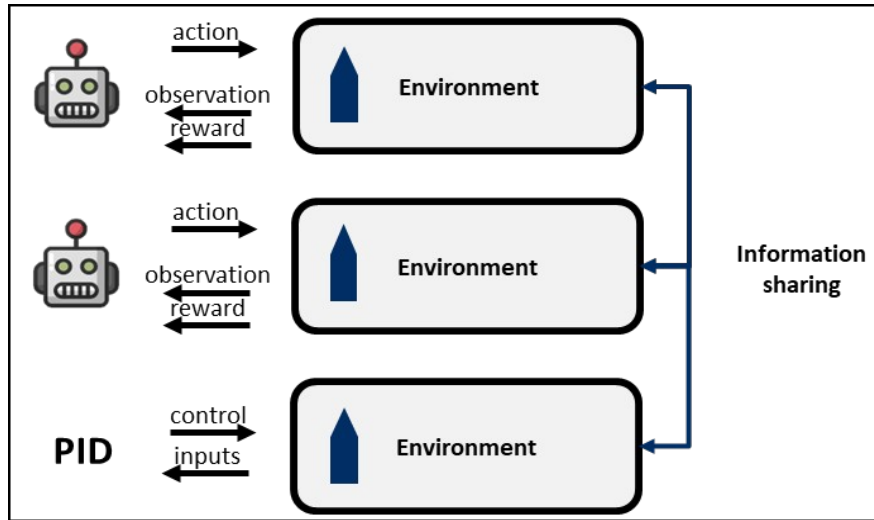 action
Environment
observation
reward
action
Environment
observation
reward
Information
sharing
control
PID
inputs
Environment